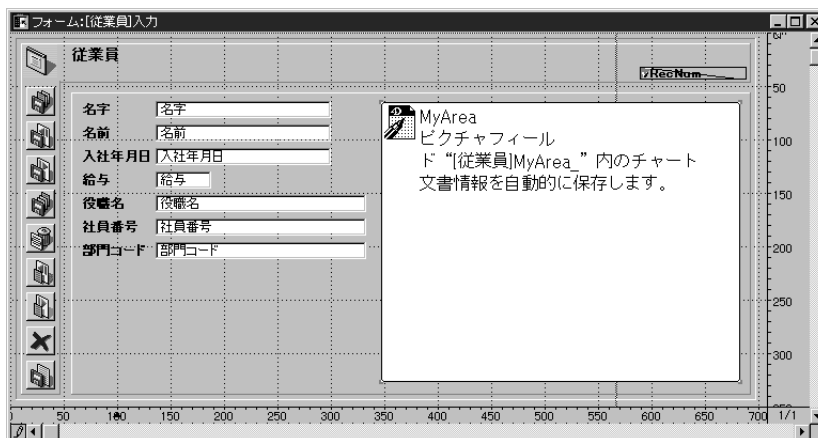 フォーム:[従業員]入力
従業員
vRecNum
50
名字 名字
名前 名前
入社年月日 入社年月日
給与 給与
役職名 役職名
社員番号 社員番号
部門コード 部門コード
MyArea
ピクチャフィール
ド “[従業員]MyArea_” 内のチャート
文書情報を自動的に保存します。
100
150
200
250
300
50 100 150 200 250 300 350 400 450 500 550 600 650 700
1/1